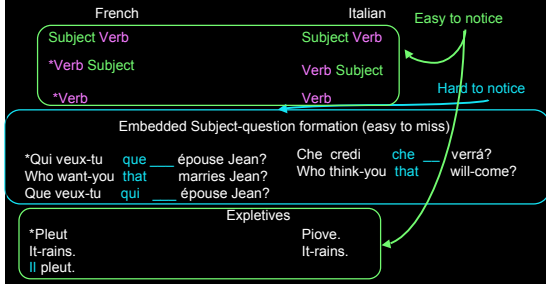 French Italian
Easy to notice
Subject Verb Subject Verb
*Verb Subject Verb Subject
*Verb Verb
Hard to notice
Embedded Subject-question formation (easy to miss)
*Qui veux-tu que ___ épouse Jean? Che credi che __ verrá?
Who want-you that marries Jean? Who think-you that will-come?
Que veux-tu qui ___ épouse Jean?
Expletives
*Pleut Piove.
It-rains. It-rains.
Il pleut.